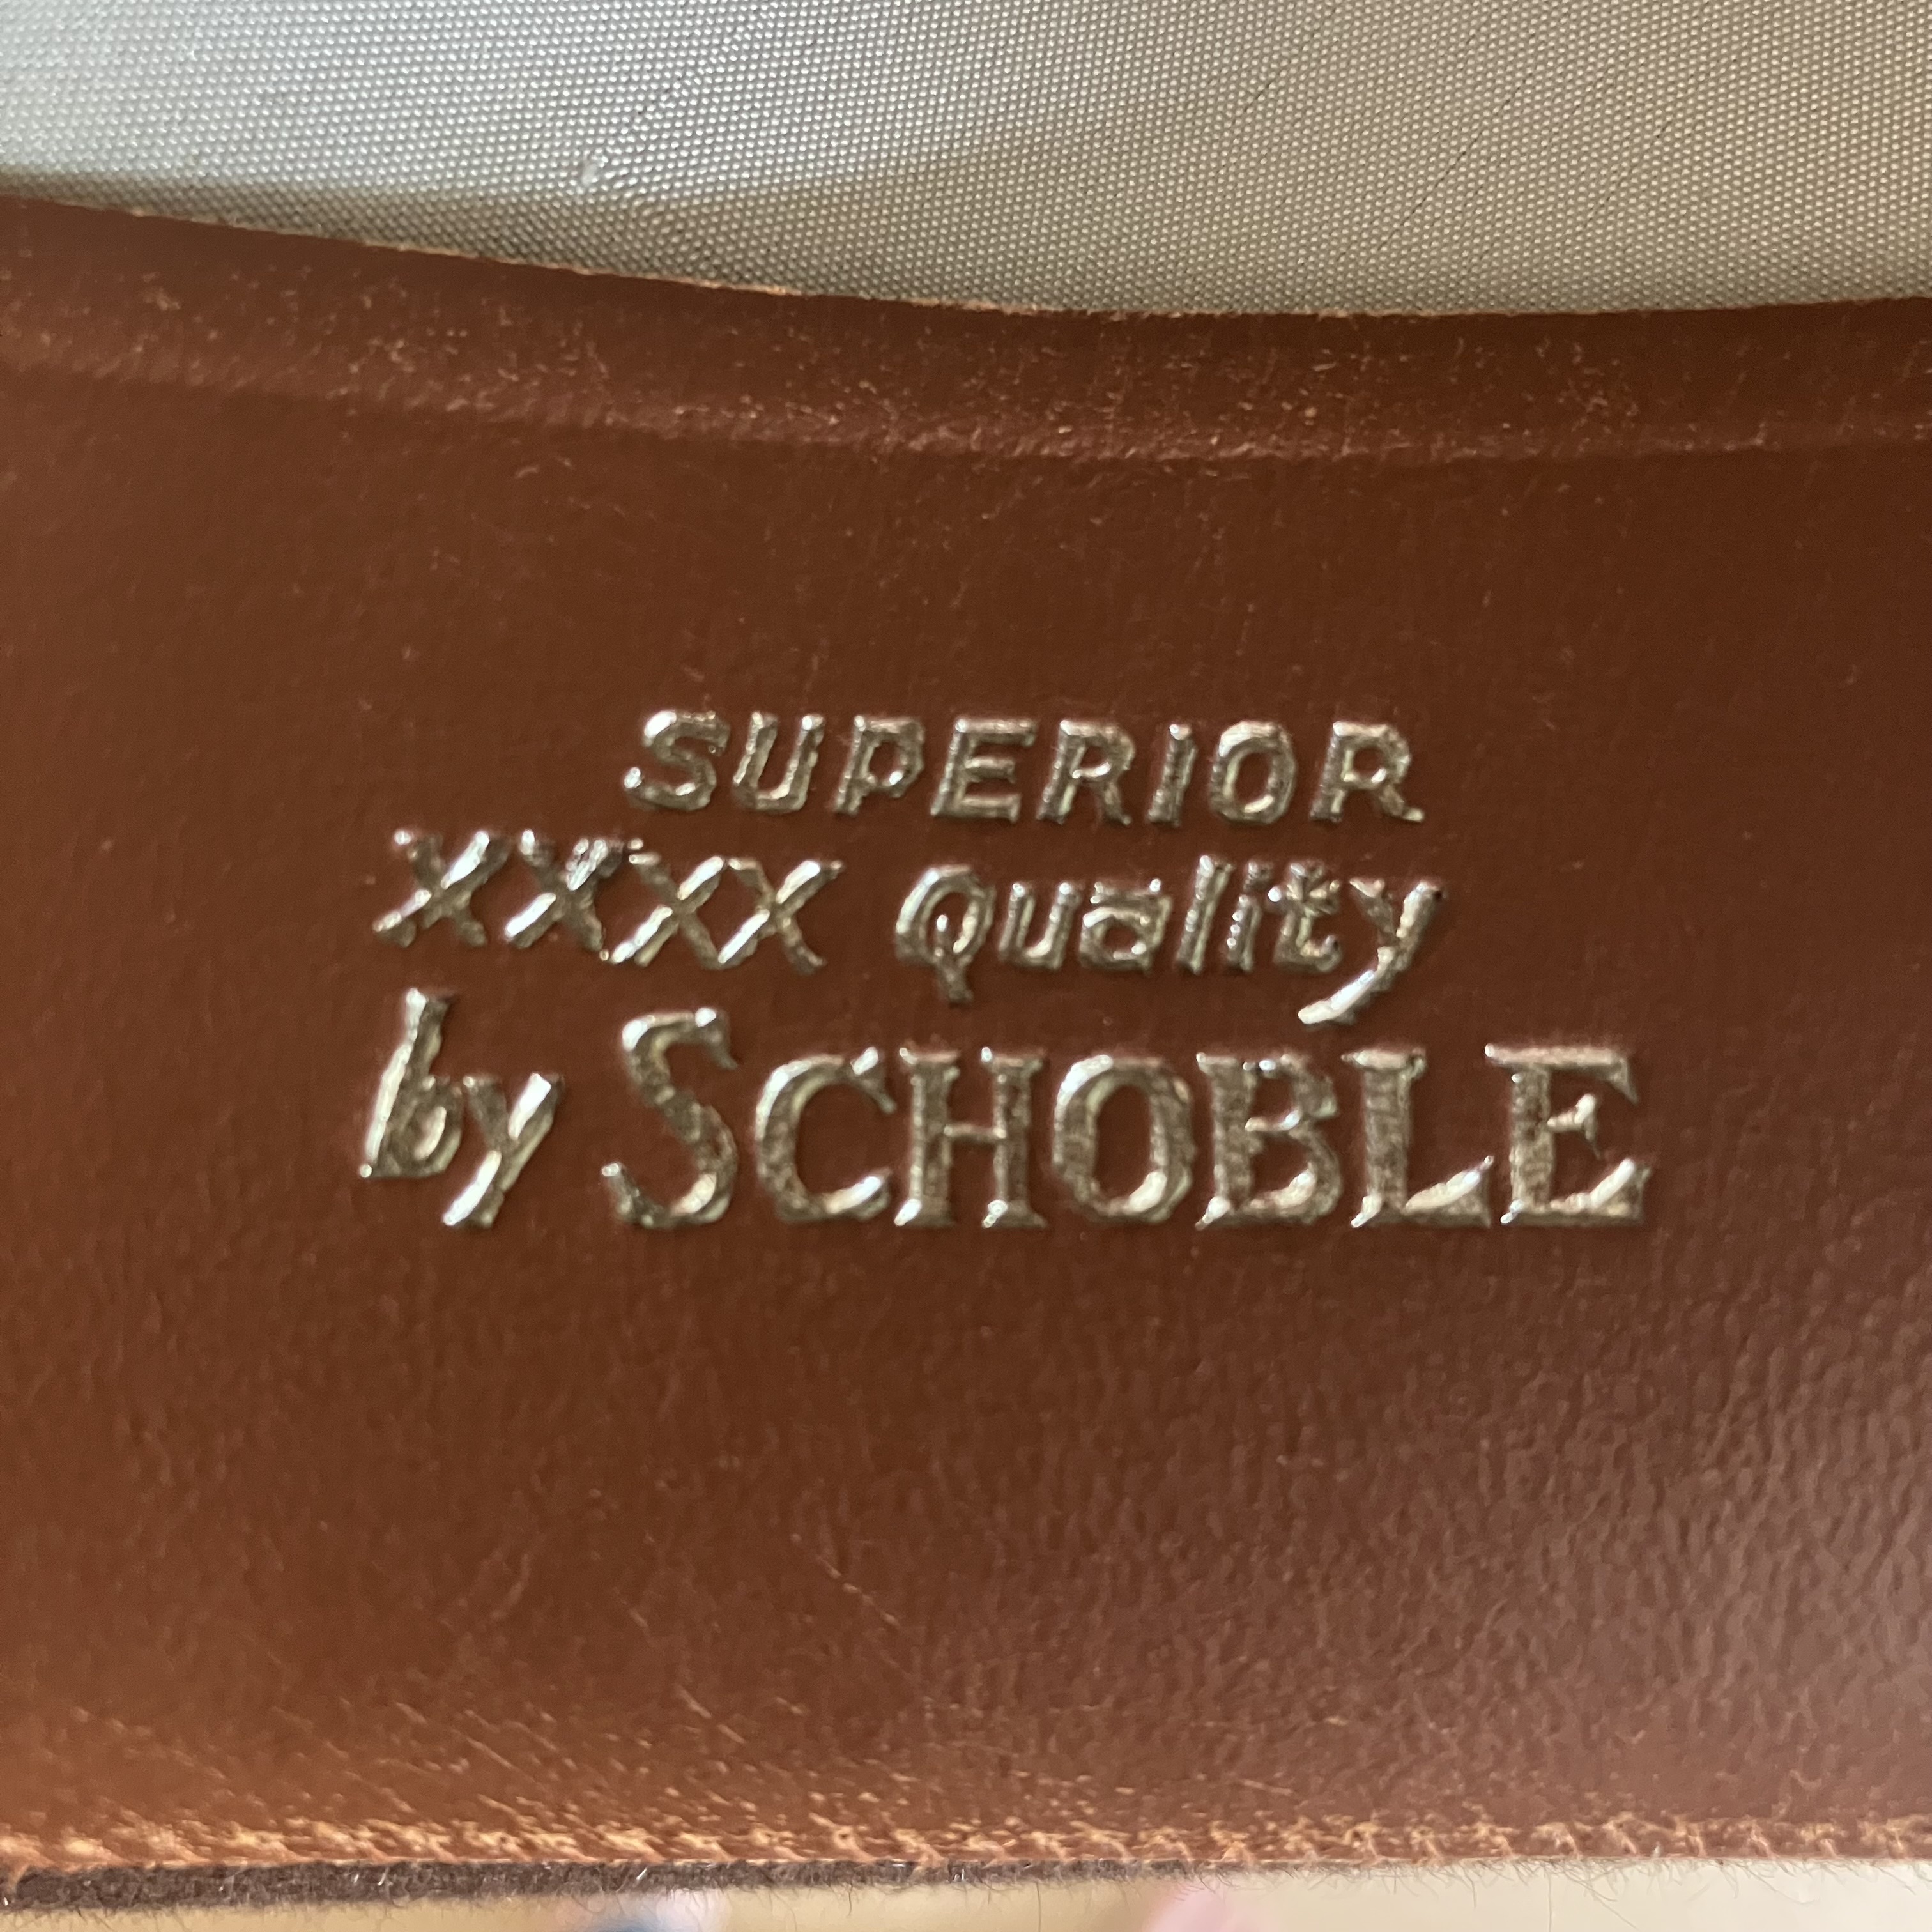 SUPERIOR
XXXX Quality
by SCHOBLE